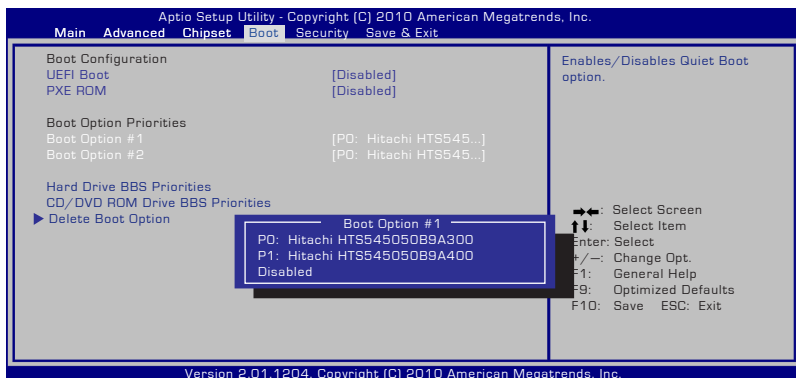 Aptio Setup Utility - Copyright (C) 2010 American Megatrends, Inc.
Main Advanced Chipset Boot Security Save & Exit
Boot Configuration
UEFI Boot [Disabled]
PXE ROM [Disabled]
Boot Option Priorities
Boot Option #1 [P0: Hitachi HTS545...]
Boot Option #2 [P0: Hitachi HTS545...]
Hard Drive BBS Priorities
CD/DVD ROM Drive BBS Priorities
Delete Boot Option
Boot Option #1
P0: Hitachi HTS545050B9A300
P1: Hitachi HTS545050B9A400
Disabled
Enables/Disables Quiet Boot
option.
→←: Select Screen
↑↓: Select Item
Enter: Select
+/—: Change Opt.
F1: General Help
F9: Optimized Defaults
F10: Save ESC: Exit
Version 2.01.1204. Copyright (C) 2010 American Megatrends, Inc.